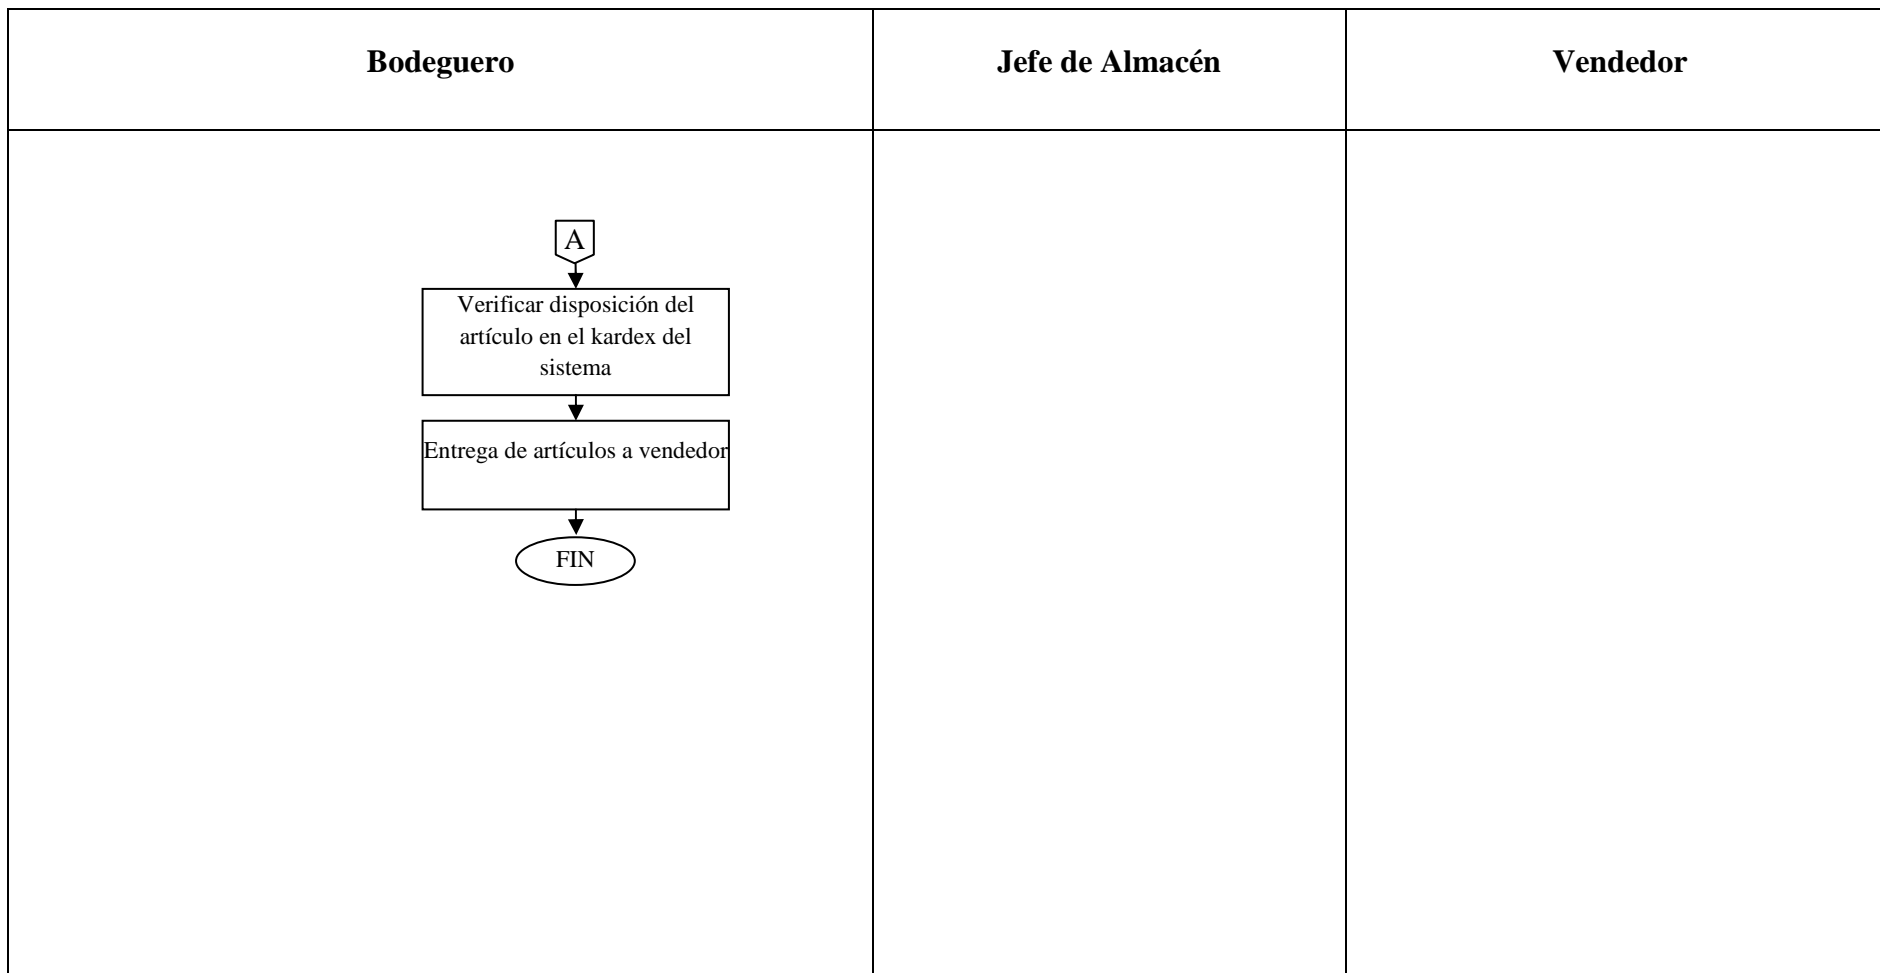 Bodeguero
Jefe de Almacén
Vendedor
A
Verificar disposición del
artículo en el kardex del
sistema
Entrega de artículos a vendedor
FIN